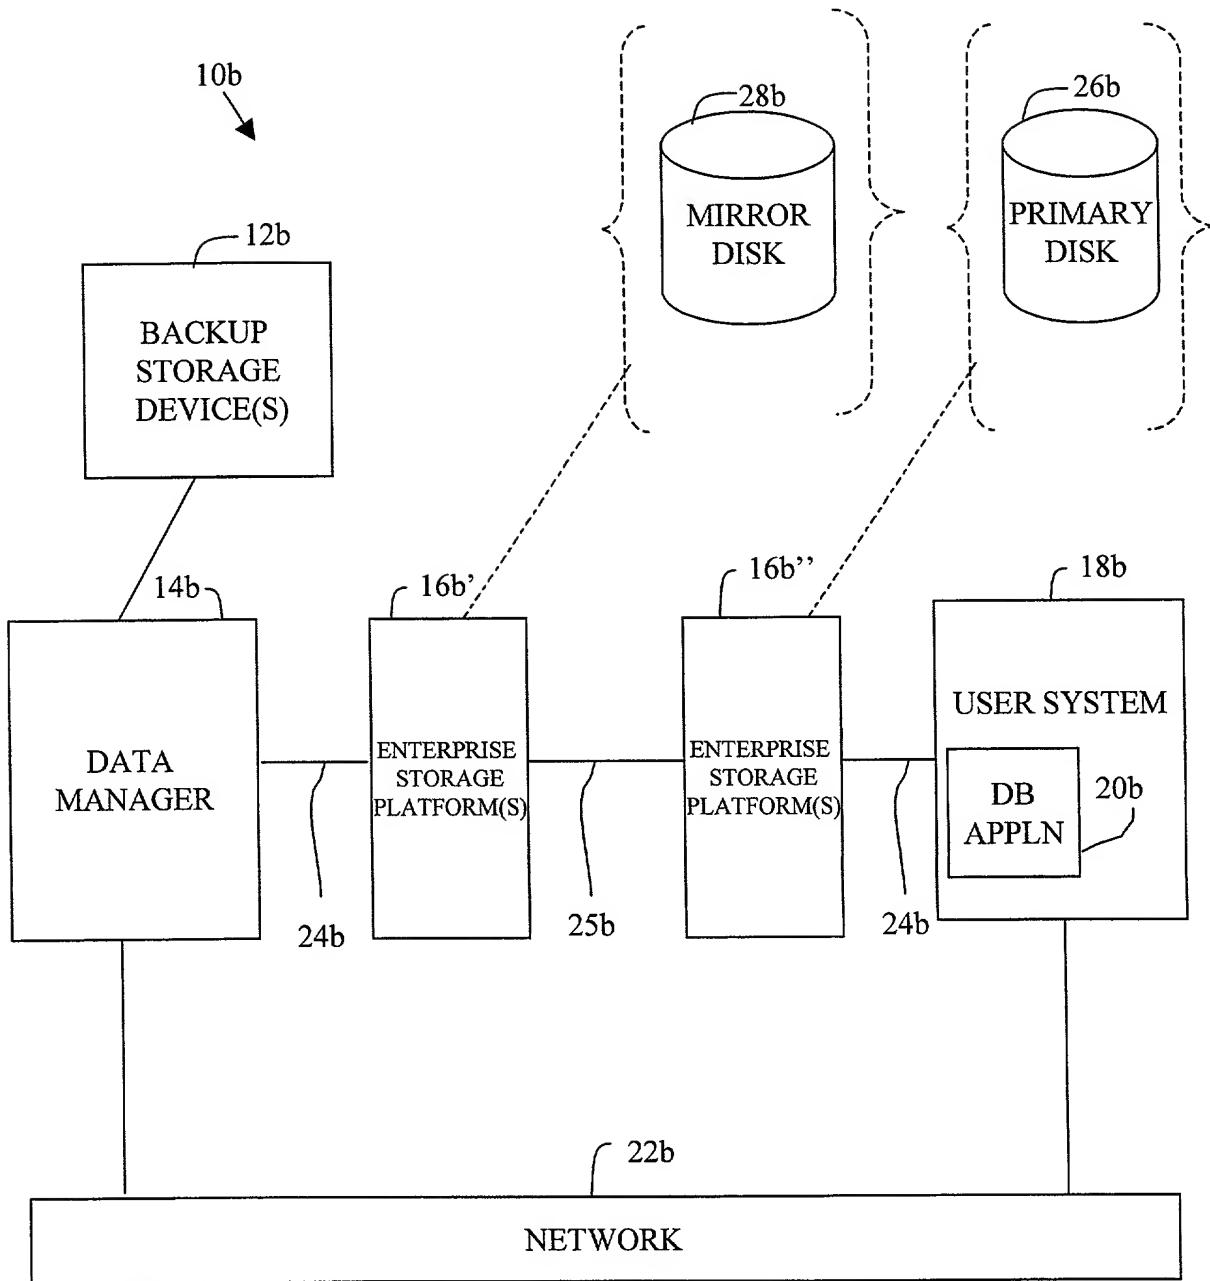 10b
28b
26b
MIRROR
DISK
PRIMARY
DISK
12b
BACKUP
STORAGE
DEVICE(S)
14b
16b’
16b’’
18b
DATA
MANAGER
ENTERPRISE
STORAGE
PLATFORM(S)
ENTERPRISE
STORAGE
PLATFORM(S)
USER SYSTEM
DB
APPLN
20b
24b
25b
24b
22b
NETWORK